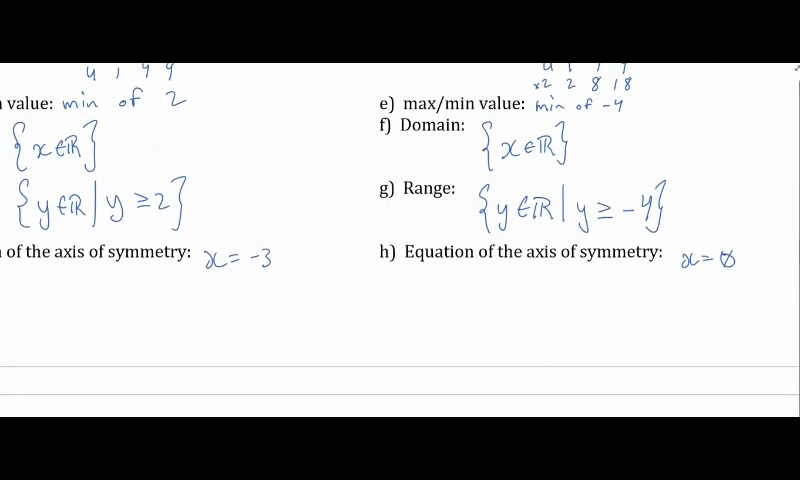 4 1 4 9
value: min of 2
{x∈ℝ}
{y∈ℝ | y ≥ 2}
of the axis of symmetry: x = -3
x2 2 8 18
e) max/min value: min of -4
f) Domain: {x∈ℝ}
g) Range: {y∈ℝ | y ≥ -4}
h) Equation of the axis of symmetry: x = 0